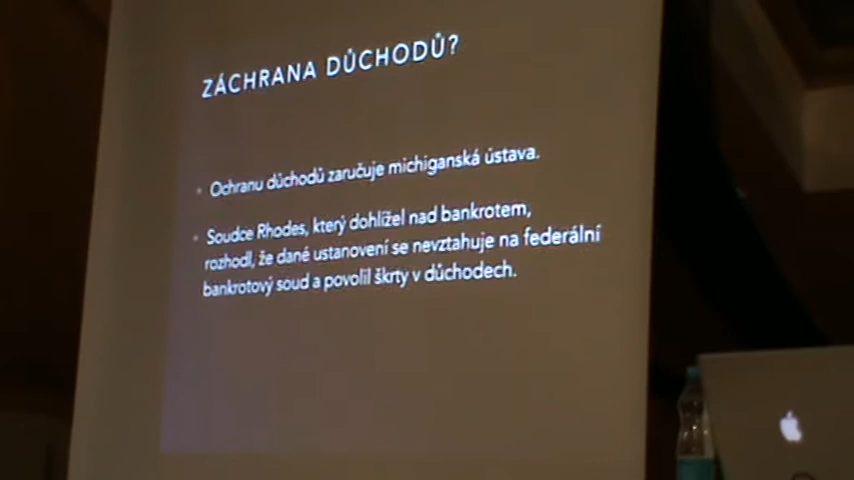 ZÁCHRANA DŮCHODŮ?
Ochranu důchodů zaručuje michiganská ústava.
Soudce Rhodes, který dohlížel nad bankrotem,
rozhodl, že dané ustanovení se nevztahuje na federální
bankrotový soud a povolil škrty v důchodech.